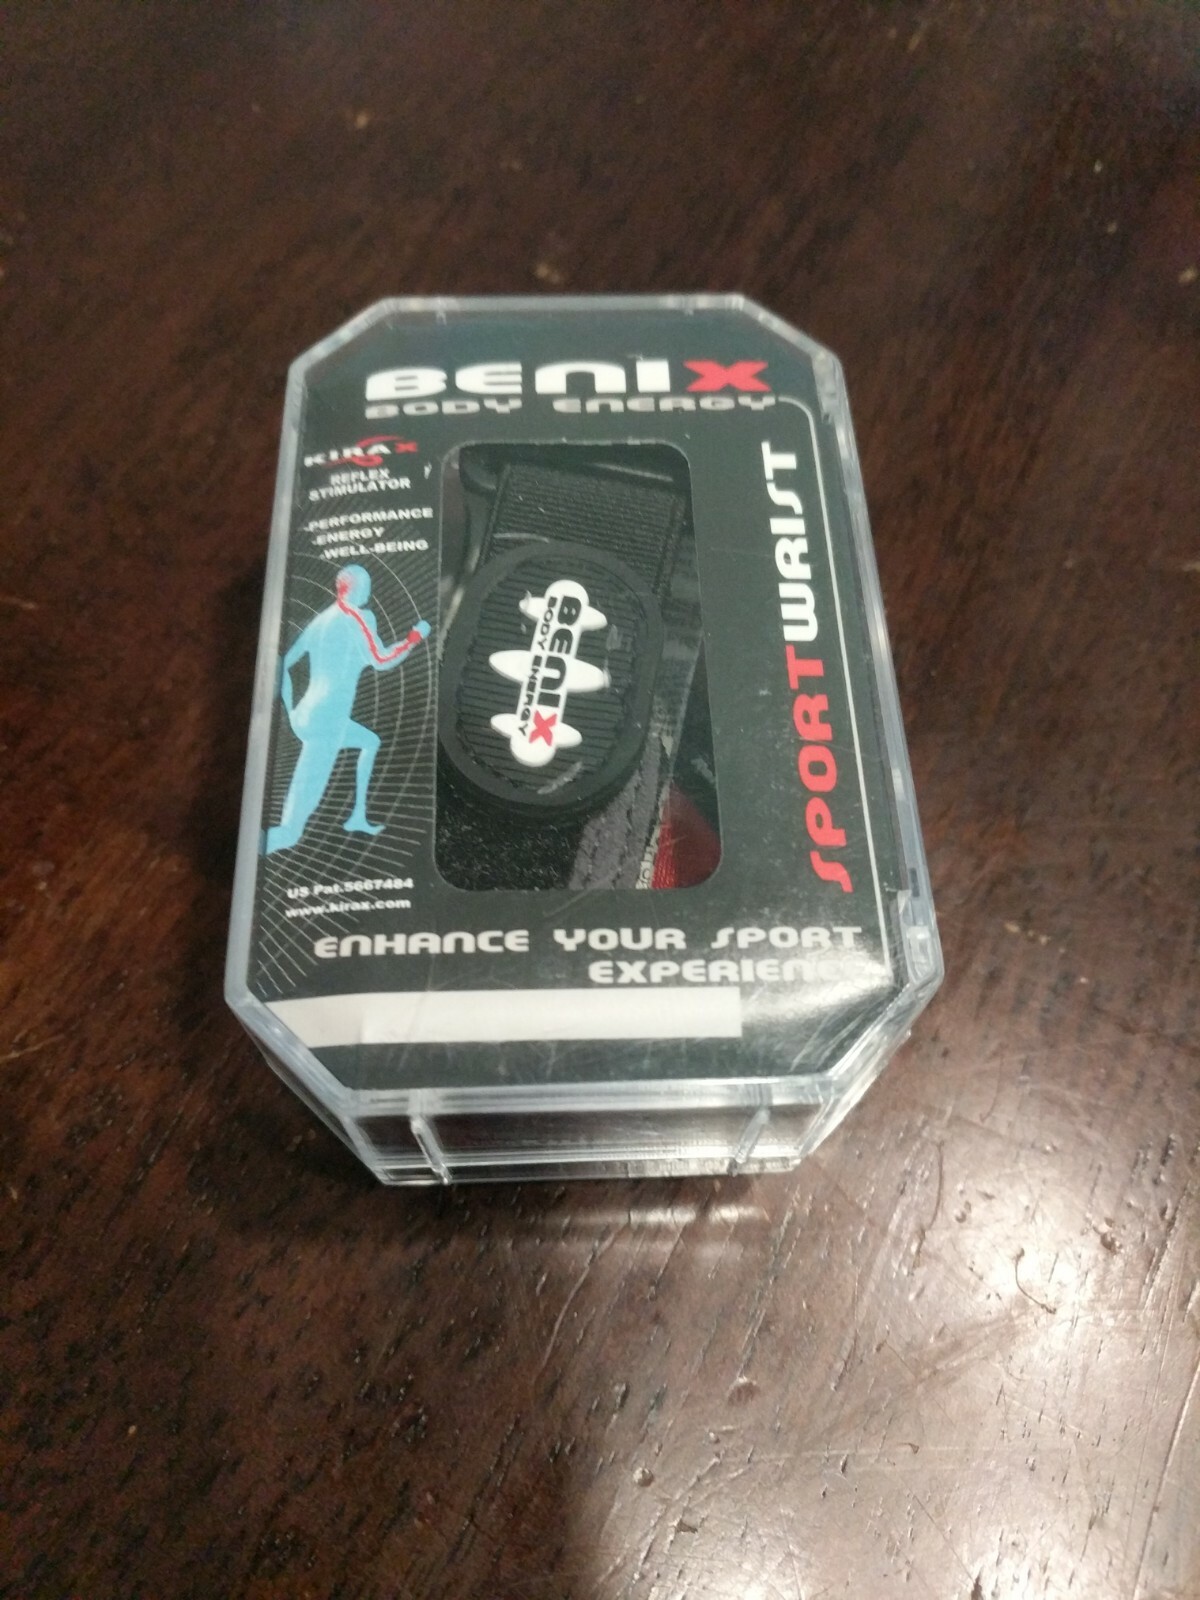 BENIX
BODY ENERGY
KIRAX
REFLEX
STIMULATOR
-PERFORMANCE
-ENERGY
-WELL-BEING
BENIX
BODY ENERGY
SPORTWRIST
US Pat.5667484
www.kirax.com
ENHANCE YOUR SPORT
EXPERIENCE